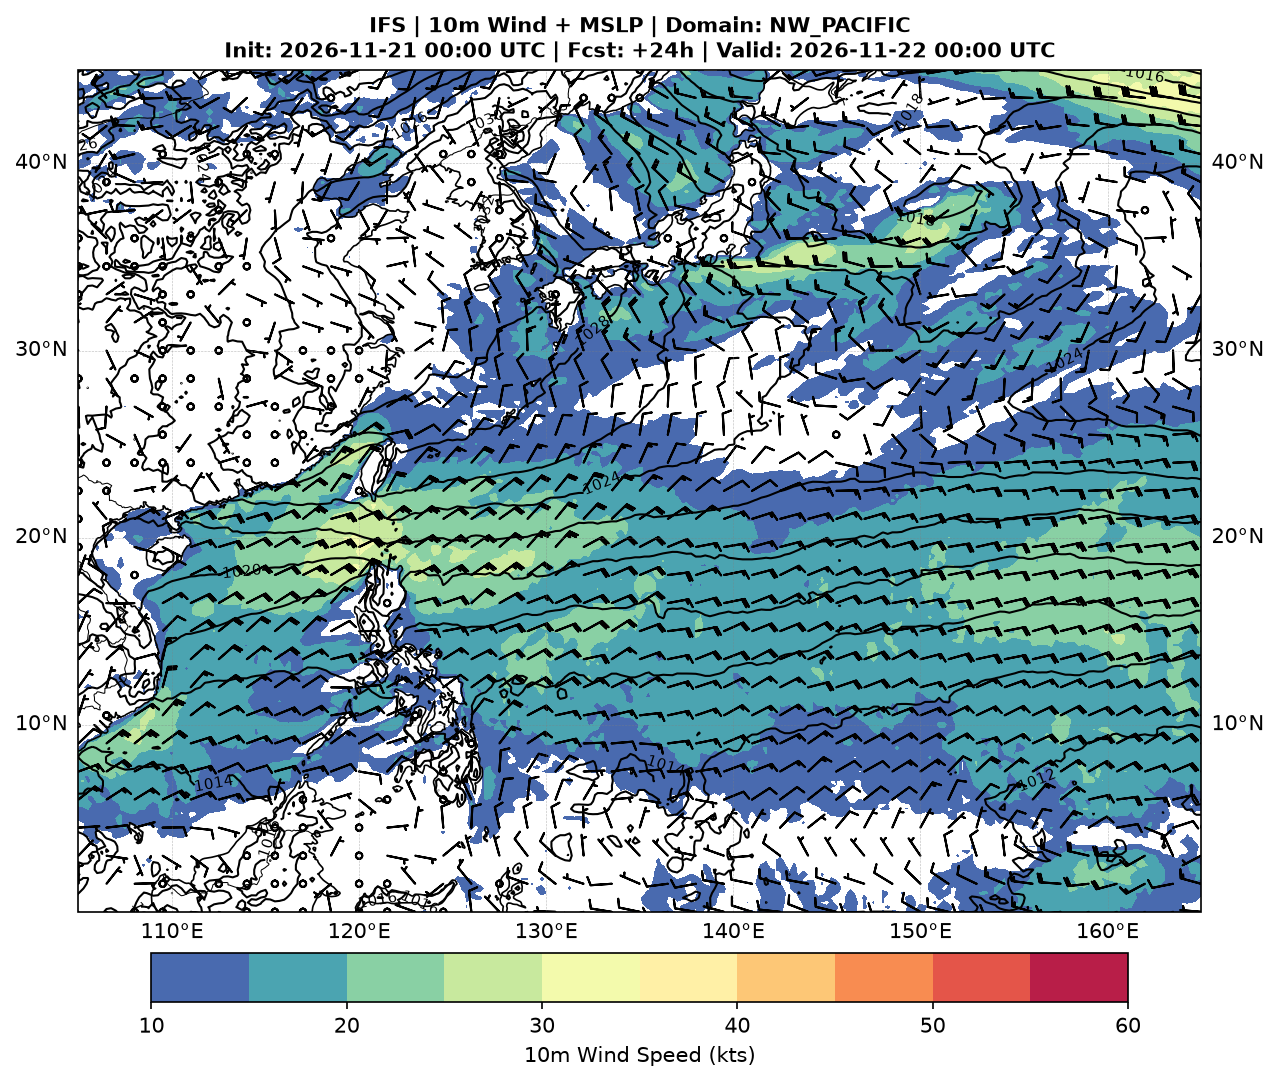 IFS | 10m Wind + MSLP | Domain: NW_PACIFIC
Init: 2026-11-21 00:00 UTC | Fcst: +24h | Valid: 2026-11-22 00:00 UTC
1016
1018
1018
1028
1024
1024
1020
1014
1014
1012
40°N
40°N
30°N
30°N
20°N
20°N
10°N
10°N
110°E
120°E
130°E
140°E
150°E
160°E
10
20
30
40
50
60
10m Wind Speed (kts)